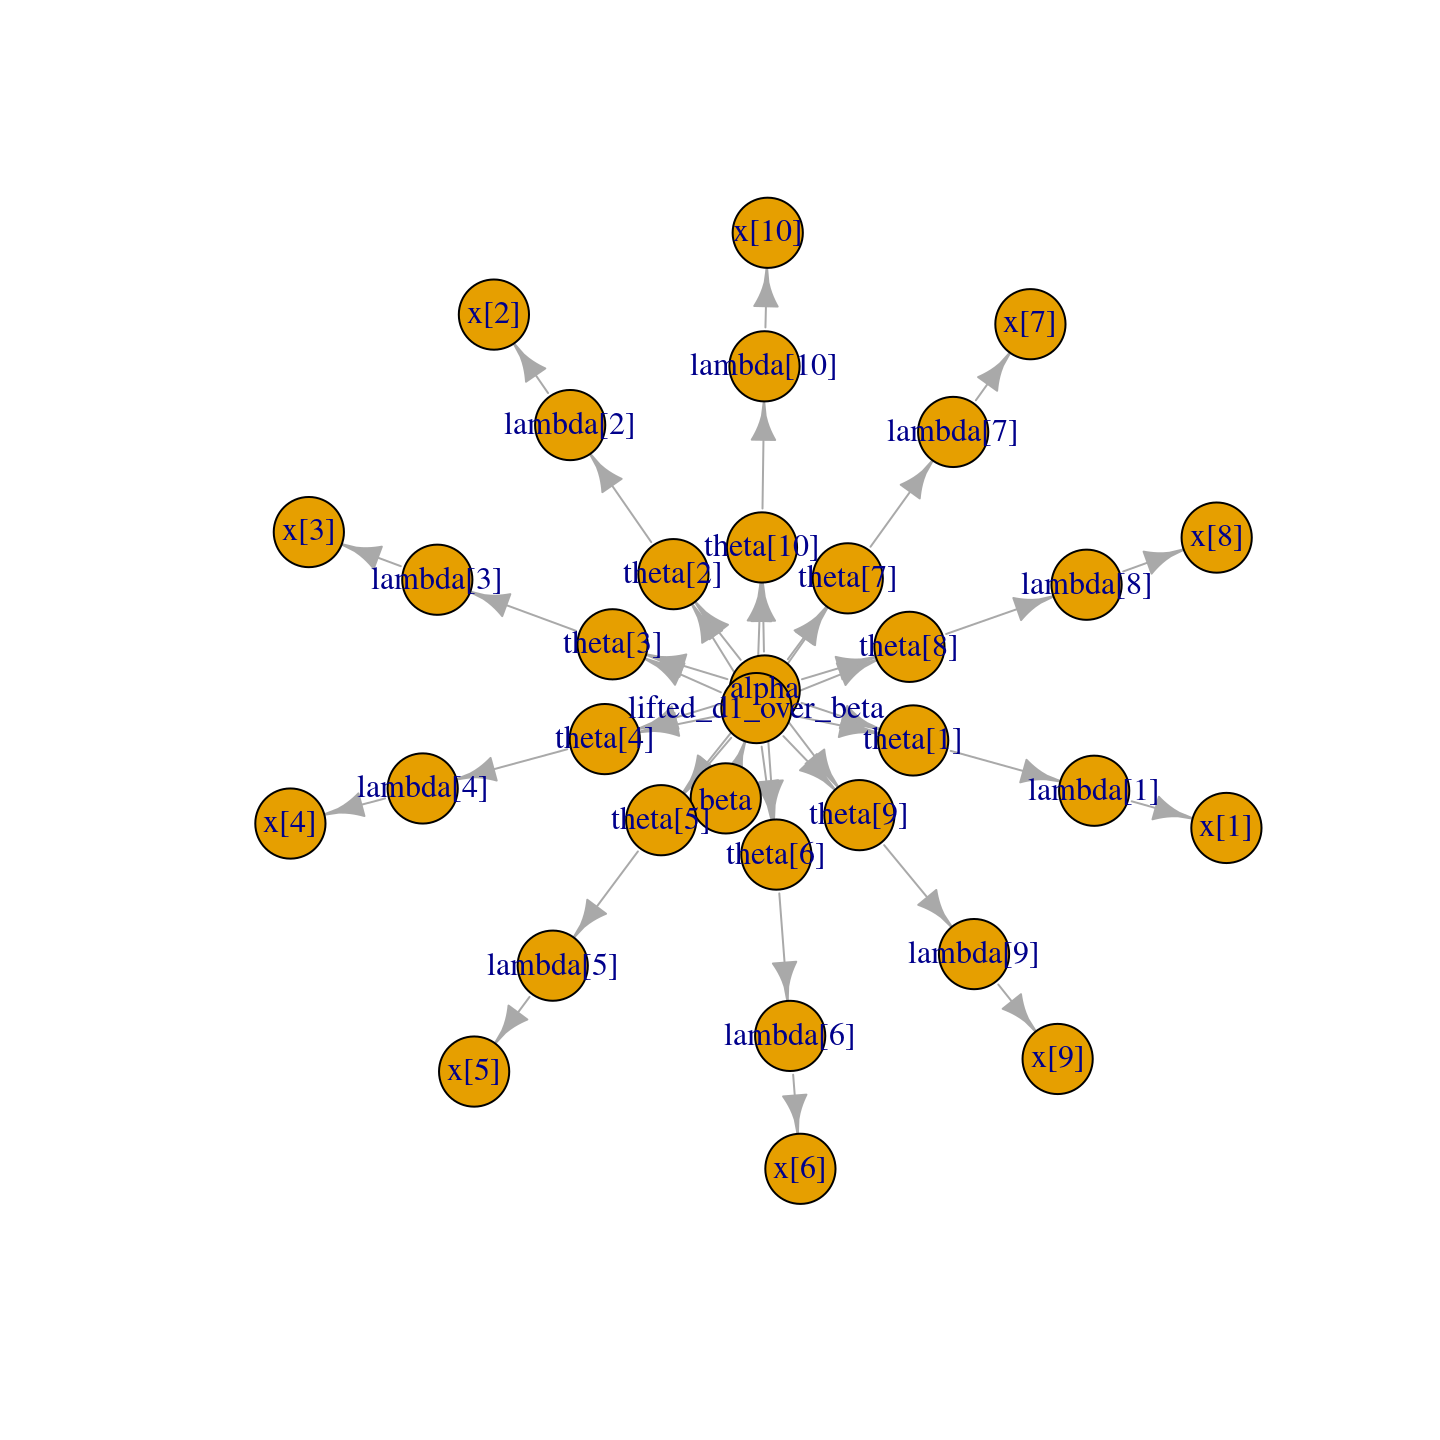 x[10]
x[2]
x[7]
lambda[10]
lambda[2]
lambda[7]
x[3]
x[8]
theta[10]
theta[2]
theta[7]
lambda[3]
lambda[8]
theta[3]
theta[8]
alpha
lifted_d1_over_beta
theta[4]
theta[1]
lambda[4]
lambda[1]
beta
theta[5]
theta[9]
x[4]
x[1]
theta[6]
lambda[5]
lambda[9]
lambda[6]
x[5]
x[9]
x[6]